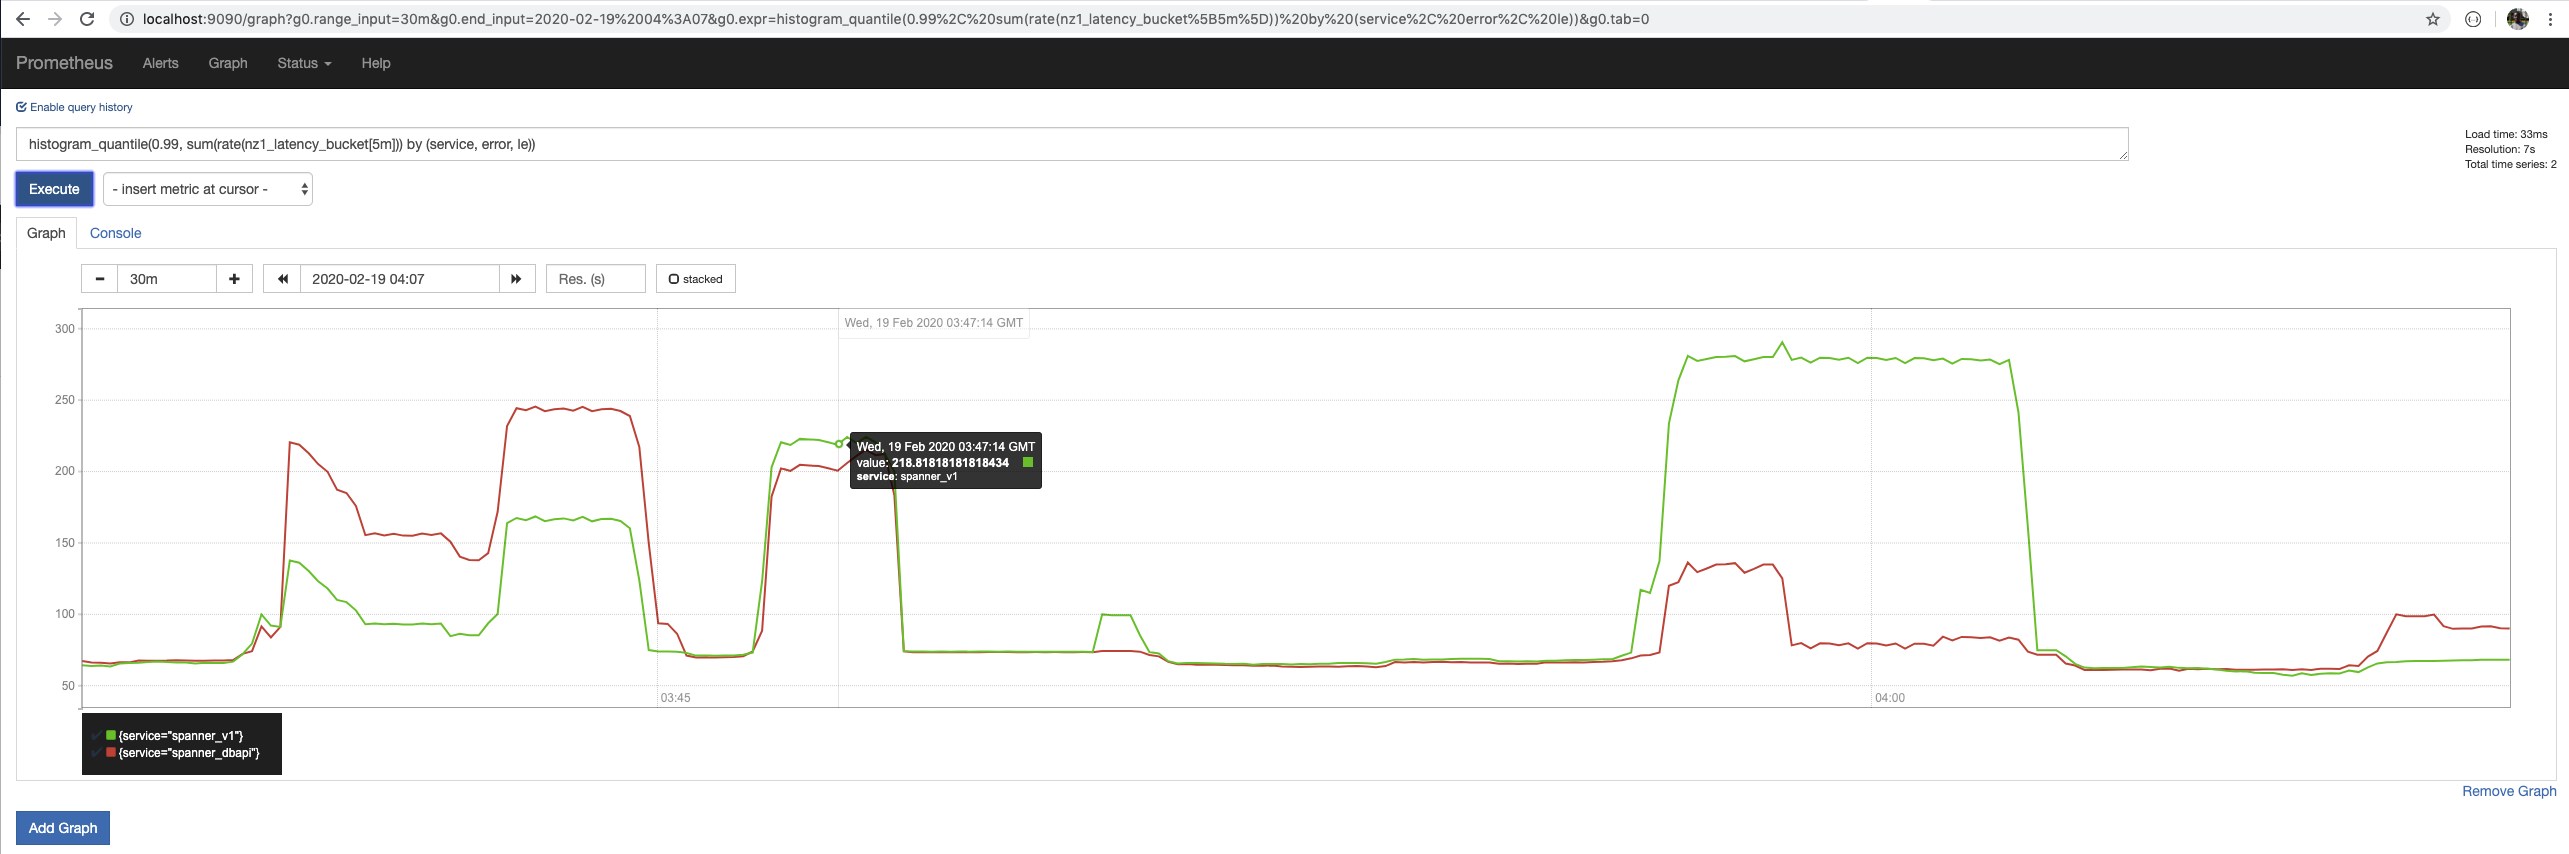 localhost:9090/graph?g0.range_input=30m&g0.end_input=2020-02-19%2004%3A07&g0.expr=histogram_quantile(0.99%2C%20sum(rate(nz1_latency_bucket%5B5m%5D))%20by%20(service%2C%20error%2C%20le))&g0.tab=0
Prometheus Alerts Graph Status Help
Enable query history
histogram_quantile(0.99, sum(rate(nz1_latency_bucket[5m])) by (service, error, le))
Load time: 33ms
Resolution: 7s
Total time series: 2
Execute - insert metric at cursor -
Graph Console
30m 2020-02-19 04:07 Res. (s) stacked
300
Wed, 19 Feb 2020 03:47:14 GMT
250
Wed, 19 Feb 2020 03:47:14 GMT
value: 218.81818181818434
service: spanner_v1
200
150
100
50
03:45 04:00
{service="spanner_v1"}
{service="spanner_dbapi"}
Remove Graph
Add Graph